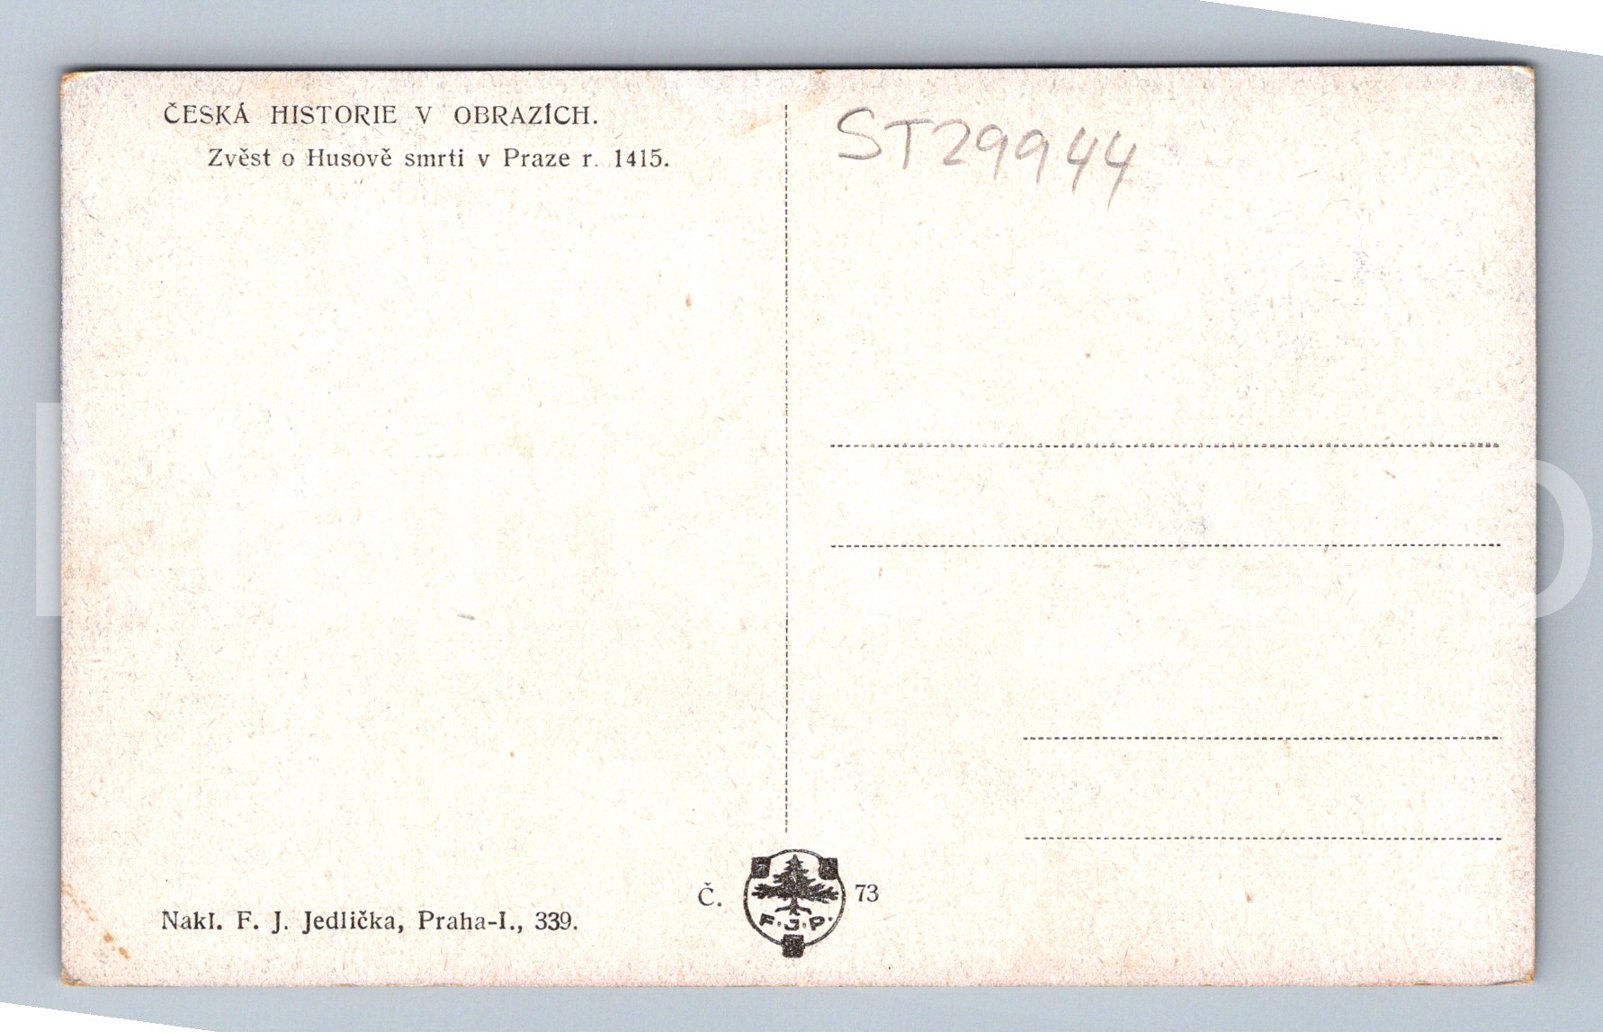 ČESKÁ HISTORIE V OBRAZÍCH.
Zvěst o Husově smrti v Praze r. 1415.
ST29944
Č. 73
F. J. P.
Nakl. F. J. Jedlička, Praha-I., 339.